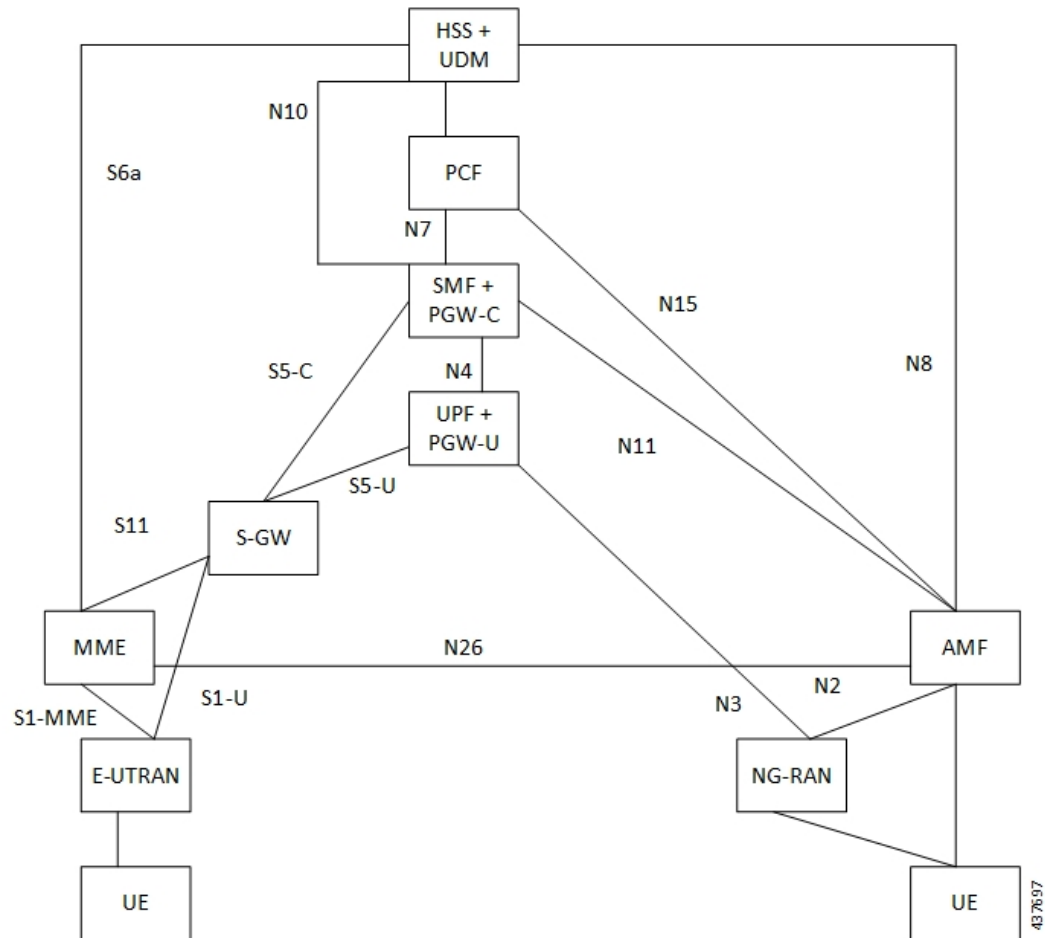 HSS +
UDM
N10
S6a
PCF
N7
SMF +
PGW-C
N15
S5-C
N4
N8
UPF +
PGW-U
N11
S5-U
S11
S-GW
MME
N26
AMF
S1-MME
S1-U
N3
N2
E-UTRAN
NG-RAN
UE
UE
437697